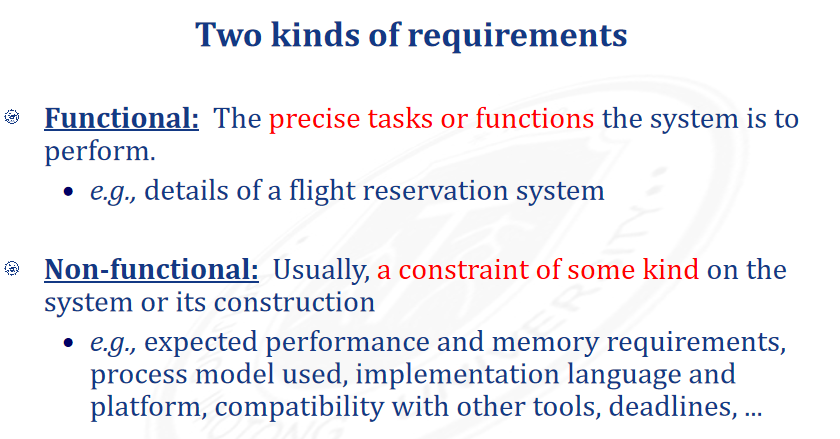 Two kinds of requirements
Functional: The precise tasks or functions the system is to
perform.
• e.g., details of a flight reservation system
Non-functional: Usually, a constraint of some kind on the
system or its construction
• e.g., expected performance and memory requirements,
process model used, implementation language and
platform, compatibility with other tools, deadlines, ...
UNIVERSITY